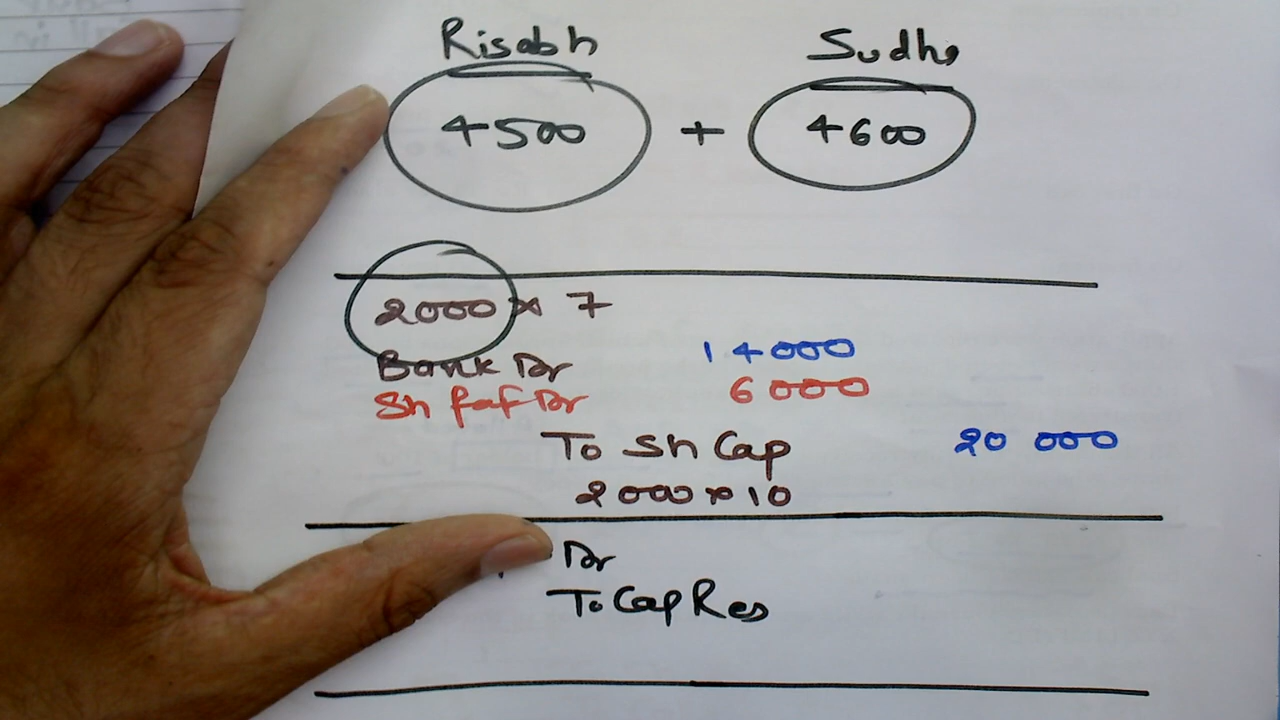 Risabh Sudha
4500 + 4600
2000 × 7
Bank Dr 14000
Sh forf Dr 6000
To Sh Cap 20 000
2000 × 10
Dr
To Cap Res